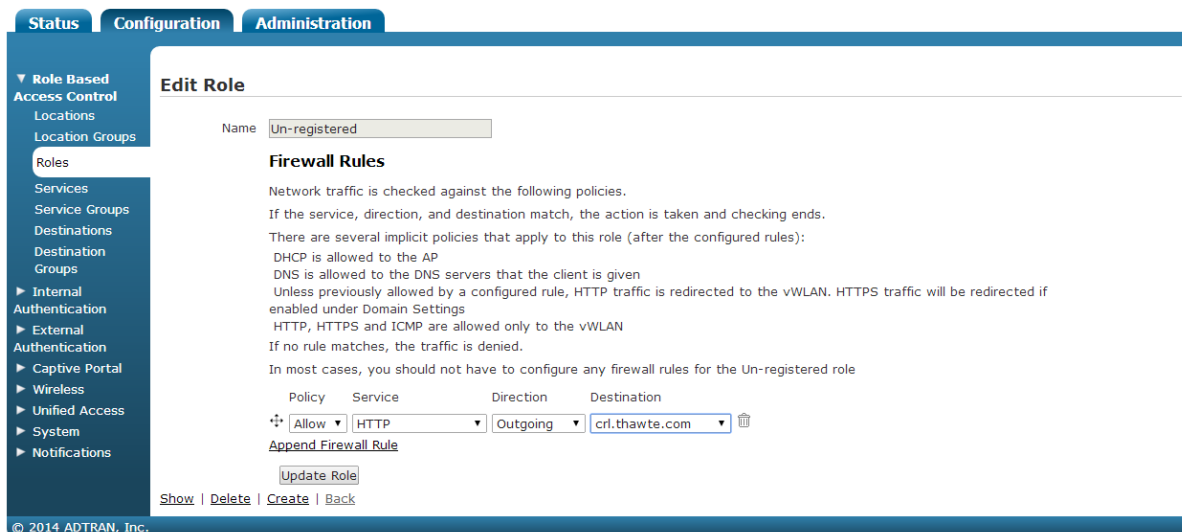 Status Configuration Administration
Role Based
Access Control
Locations
Location Groups
Roles
Services
Service Groups
Destinations
Destination
Groups
Internal
Authentication
External
Authentication
Captive Portal
Wireless
Unified Access
System
Notifications
Edit Role
Name Un-registered
Firewall Rules
Network traffic is checked against the following policies.
If the service, direction, and destination match, the action is taken and checking ends.
There are several implicit policies that apply to this role (after the configured rules):
DHCP is allowed to the AP
DNS is allowed to the DNS servers that the client is given
Unless previously allowed by a configured rule, HTTP traffic is redirected to the vWLAN. HTTPS traffic will be redirected if
enabled under Domain Settings
HTTP, HTTPS and ICMP are allowed only to the vWLAN
If no rule matches, the traffic is denied.
In most cases, you should not have to configure any firewall rules for the Un-registered role
Policy Service Direction Destination
Allow HTTP Outgoing crl.thawte.com
Append Firewall Rule
Update Role
Show | Delete | Create | Back
© 2014 ADTRAN, Inc.